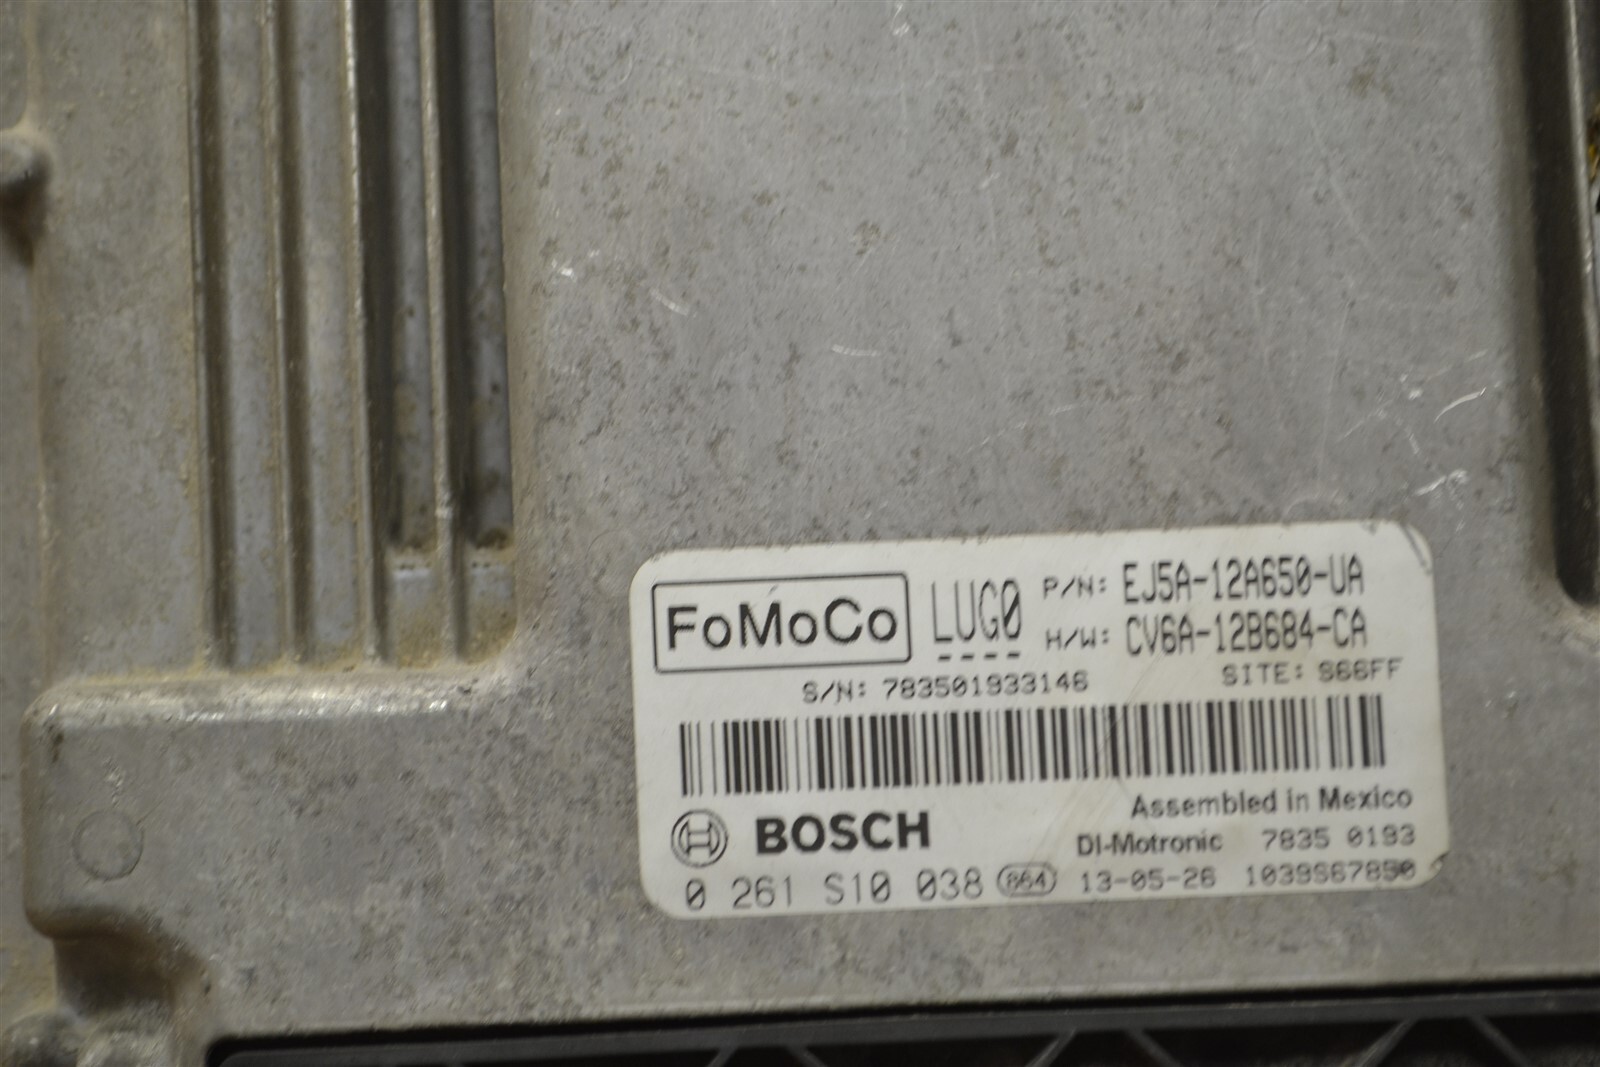 FoMoCo LUG0 P/N: EJ5A-12A650-UA
H/W: CV6A-12B684-CA
S/N: 783501933146 SITE: S66FF
Assembled in Mexico
BOSCH DI-Motronic 7835 0193
0 261 S10 038 864 13-05-26 1039S67850